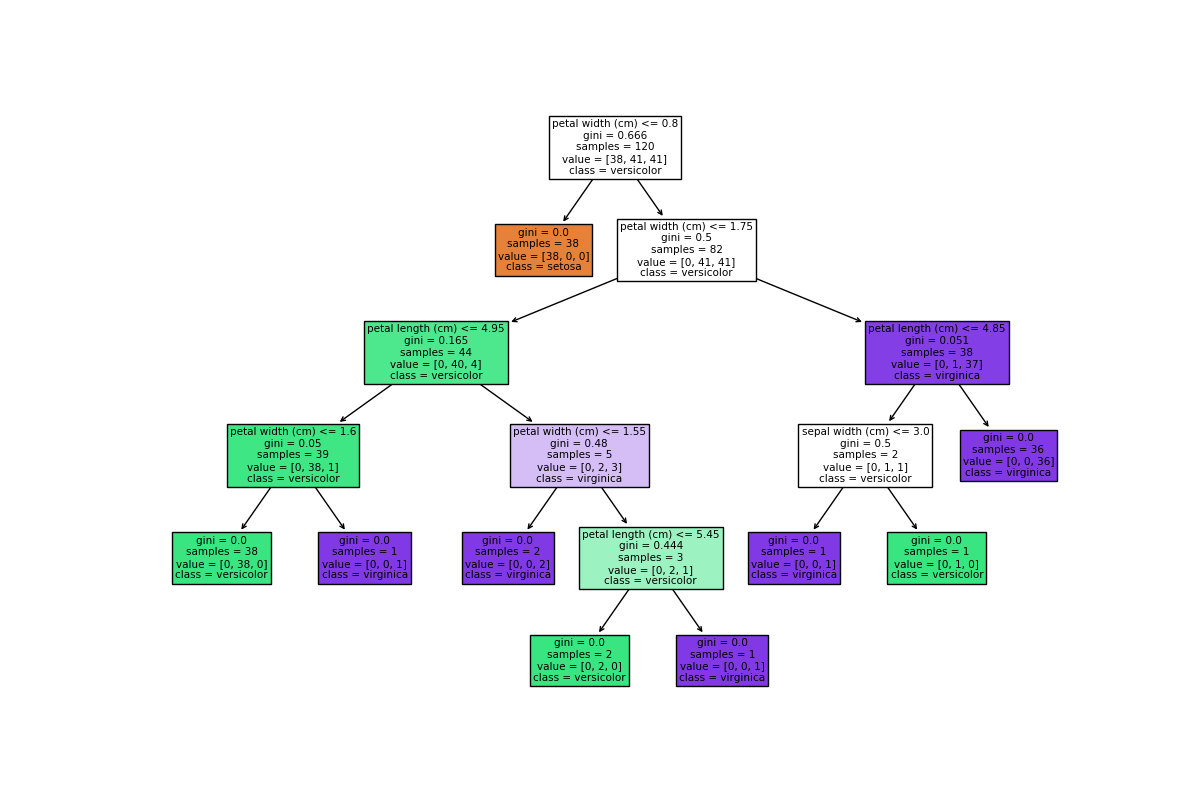 petal width (cm) <= 0.8
gini = 0.666
samples = 120
value = [38, 41, 41]
class = versicolor
gini = 0.0
samples = 38
value = [38, 0, 0]
class = setosa
petal width (cm) <= 1.75
gini = 0.5
samples = 82
value = [0, 41, 41]
class = versicolor
petal length (cm) <= 4.95
gini = 0.165
samples = 44
value = [0, 40, 4]
class = versicolor
petal length (cm) <= 4.85
gini = 0.051
samples = 38
value = [0, 1, 37]
class = virginica
petal width (cm) <= 1.6
gini = 0.05
samples = 39
value = [0, 38, 1]
class = versicolor
petal width (cm) <= 1.55
gini = 0.48
samples = 5
value = [0, 2, 3]
class = virginica
sepal width (cm) <= 3.0
gini = 0.5
samples = 2
value = [0, 1, 1]
class = versicolor
gini = 0.0
samples = 36
value = [0, 0, 36]
class = virginica
gini = 0.0
samples = 38
value = [0, 38, 0]
class = versicolor
gini = 0.0
samples = 1
value = [0, 0, 1]
class = virginica
gini = 0.0
samples = 2
value = [0, 0, 2]
class = virginica
petal length (cm) <= 5.45
gini = 0.444
samples = 3
value = [0, 2, 1]
class = versicolor
gini = 0.0
samples = 1
value = [0, 0, 1]
class = virginica
gini = 0.0
samples = 1
value = [0, 1, 0]
class = versicolor
gini = 0.0
samples = 2
value = [0, 2, 0]
class = versicolor
gini = 0.0
samples = 1
value = [0, 0, 1]
class = virginica